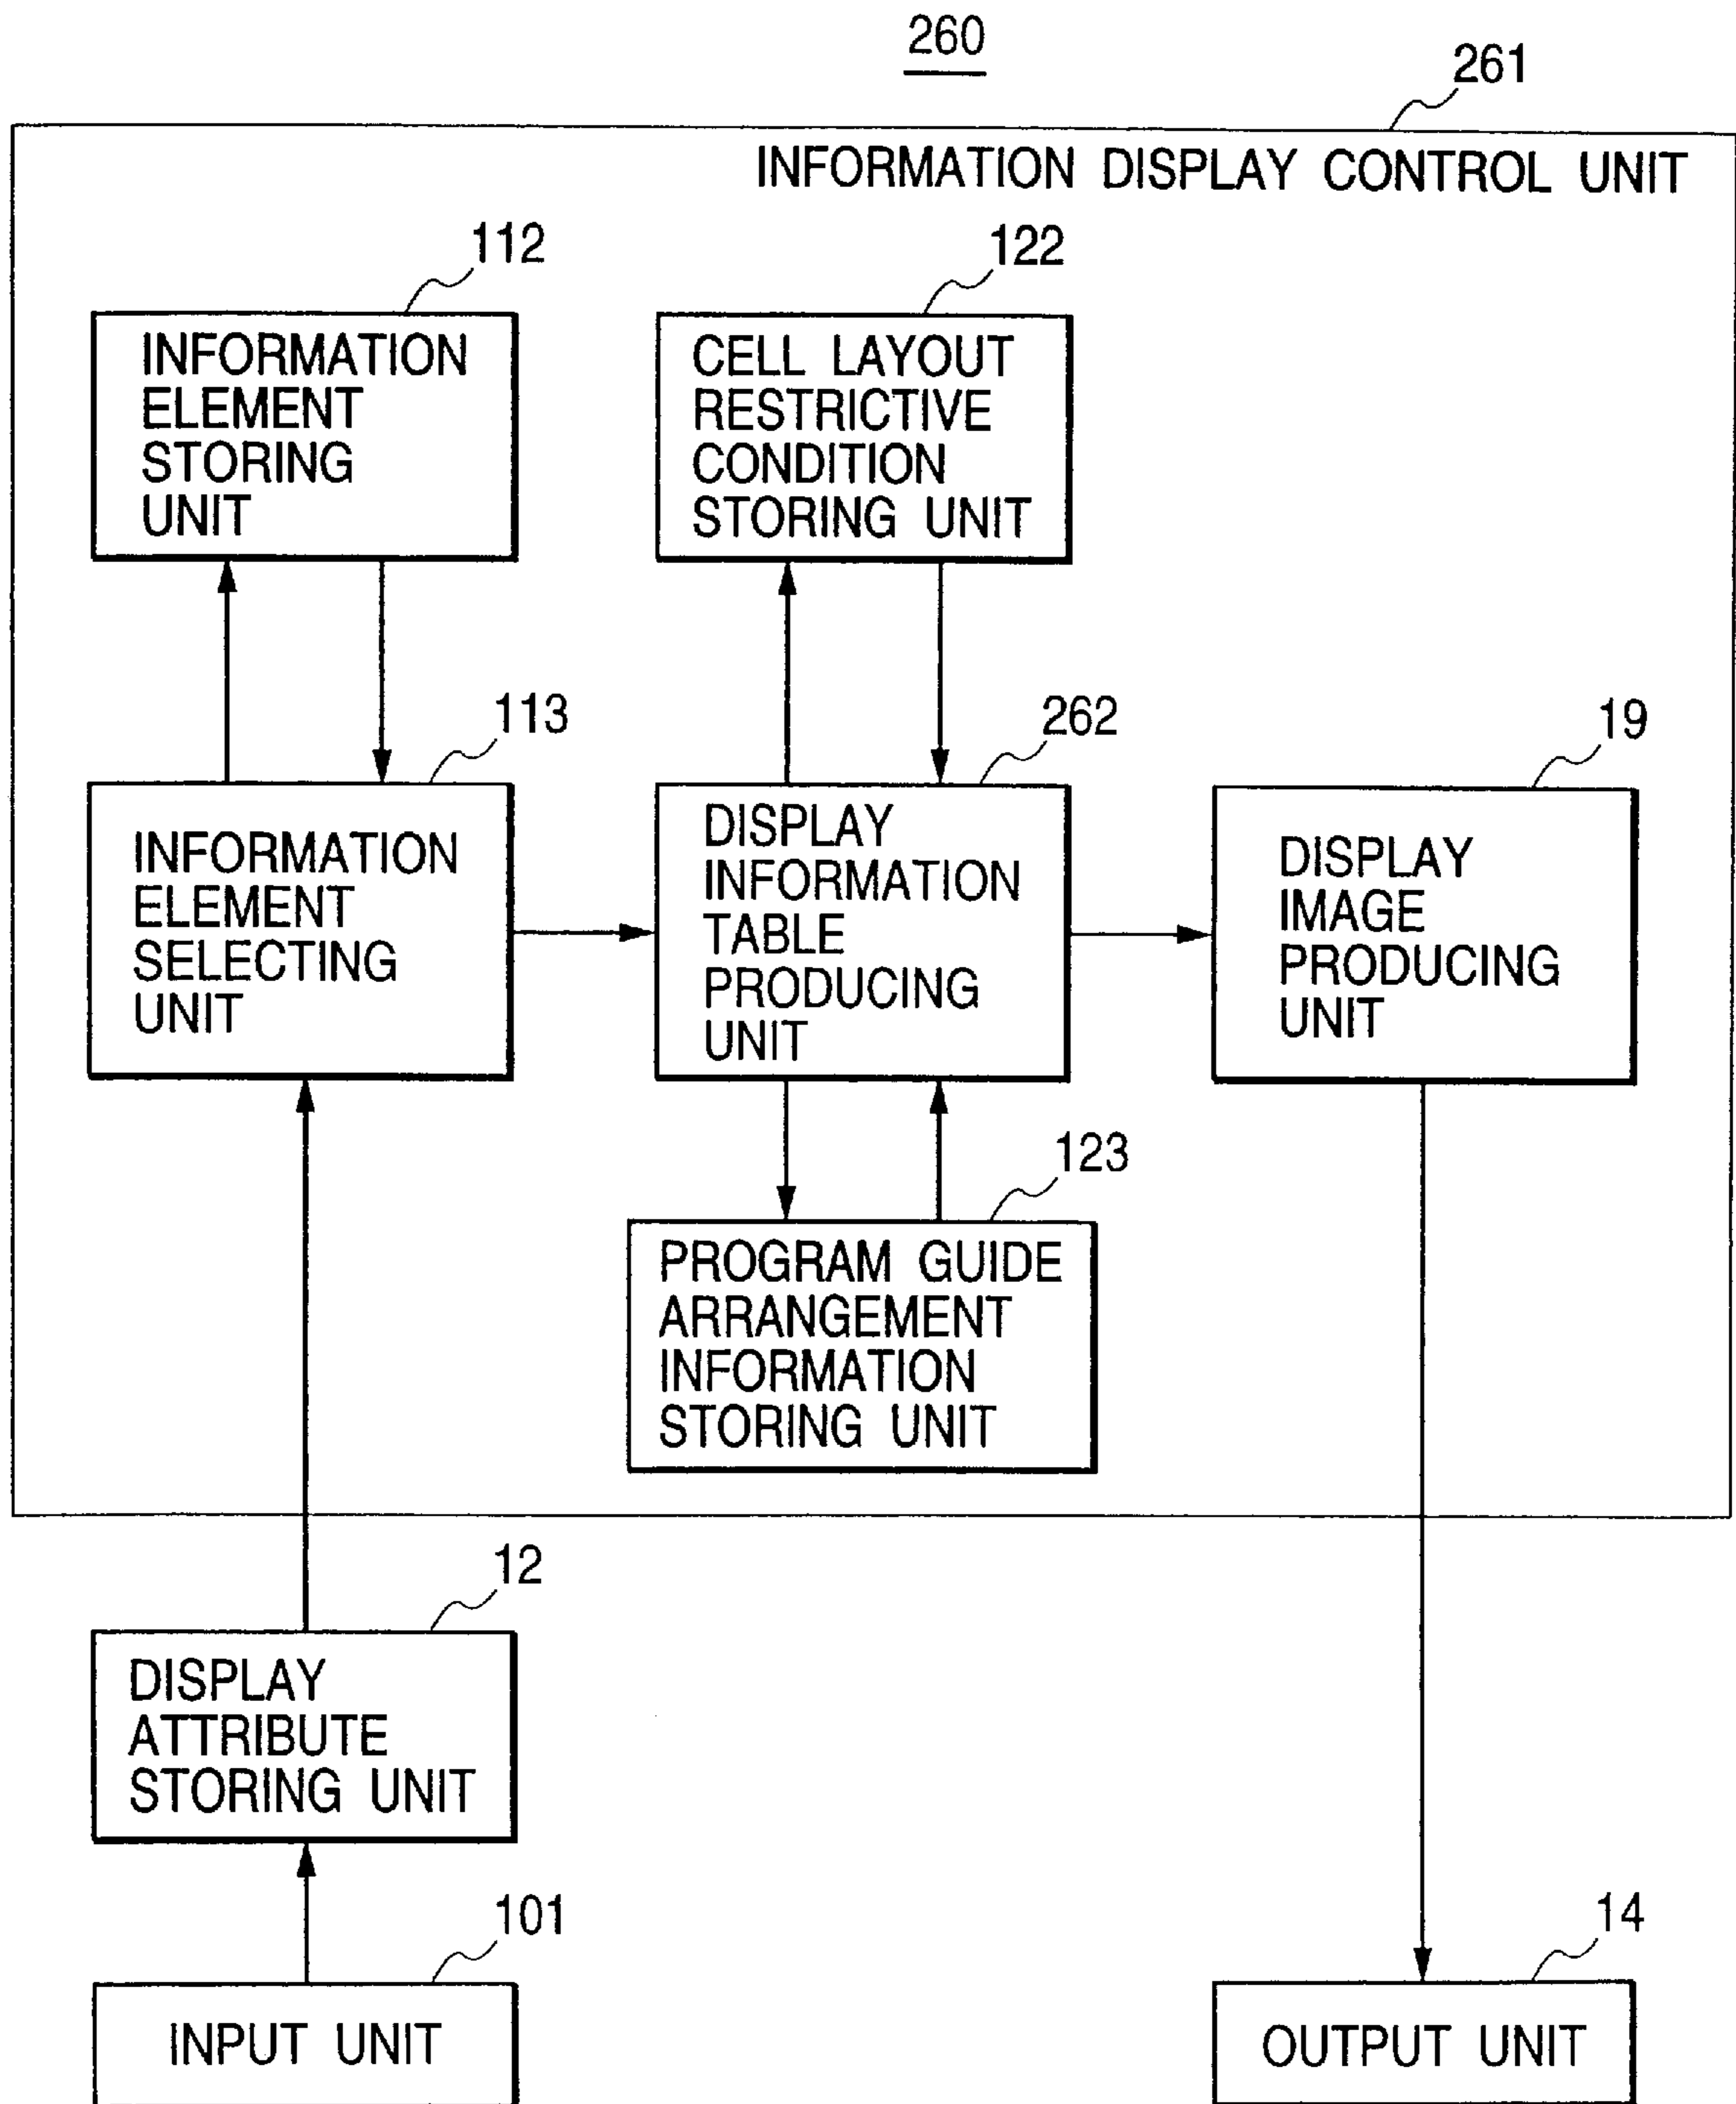 260
261
INFORMATION DISPLAY CONTROL UNIT
112
INFORMATION
ELEMENT
STORING
UNIT
122
CELL LAYOUT
RESTRICTIVE
CONDITION
STORING UNIT
113
INFORMATION
ELEMENT
SELECTING
UNIT
262
DISPLAY
INFORMATION
TABLE
PRODUCING
UNIT
19
DISPLAY
IMAGE
PRODUCING
UNIT
123
PROGRAM GUIDE
ARRANGEMENT
INFORMATION
STORING UNIT
12
DISPLAY
ATTRIBUTE
STORING UNIT
101
INPUT UNIT
14
OUTPUT UNIT